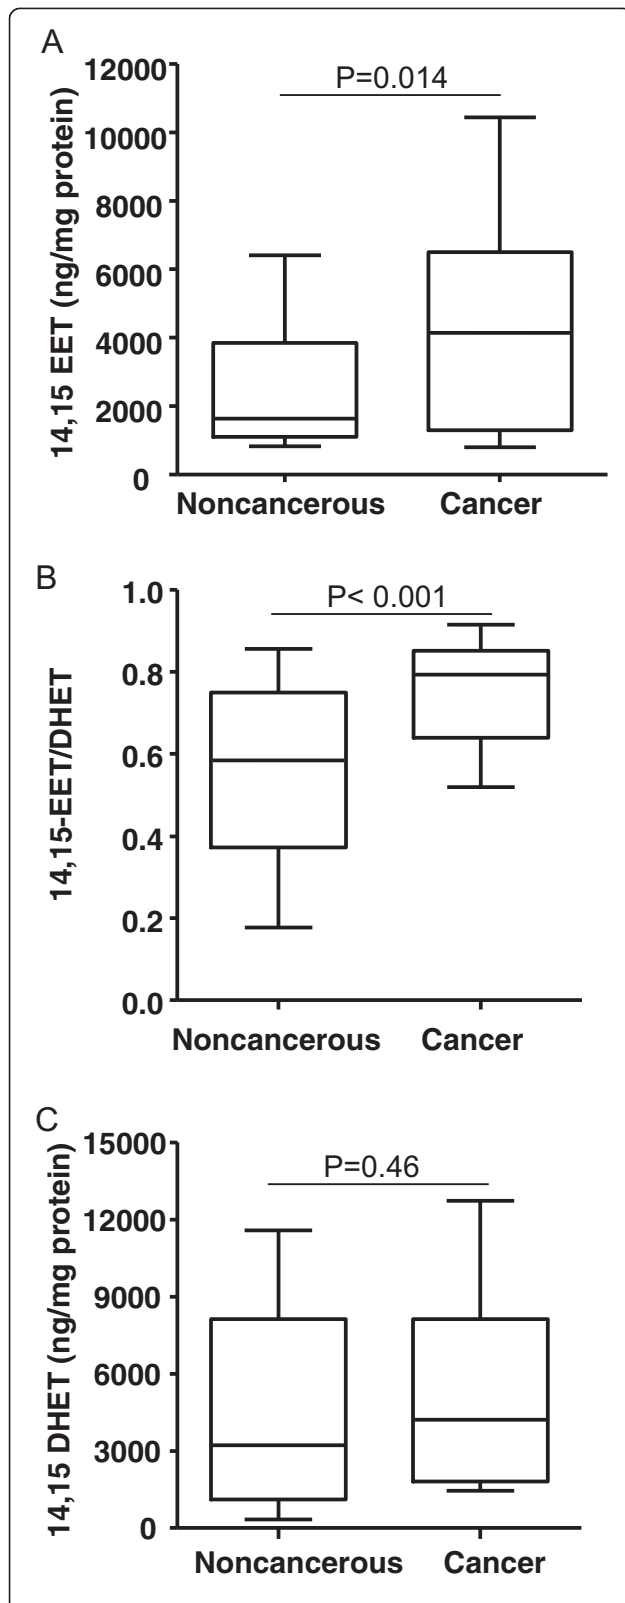 A
14,15 EET (ng/mg protein)
12000
10000
8000
6000
4000
2000
0
P=0.014
Noncancerous Cancer
B
14,15-EET/DHET
1.0
0.8
0.6
0.4
0.2
0.0
P< 0.001
Noncancerous Cancer
C
14,15 DHET (ng/mg protein)
15000
12000
9000
6000
3000
0
P=0.46
Noncancerous Cancer